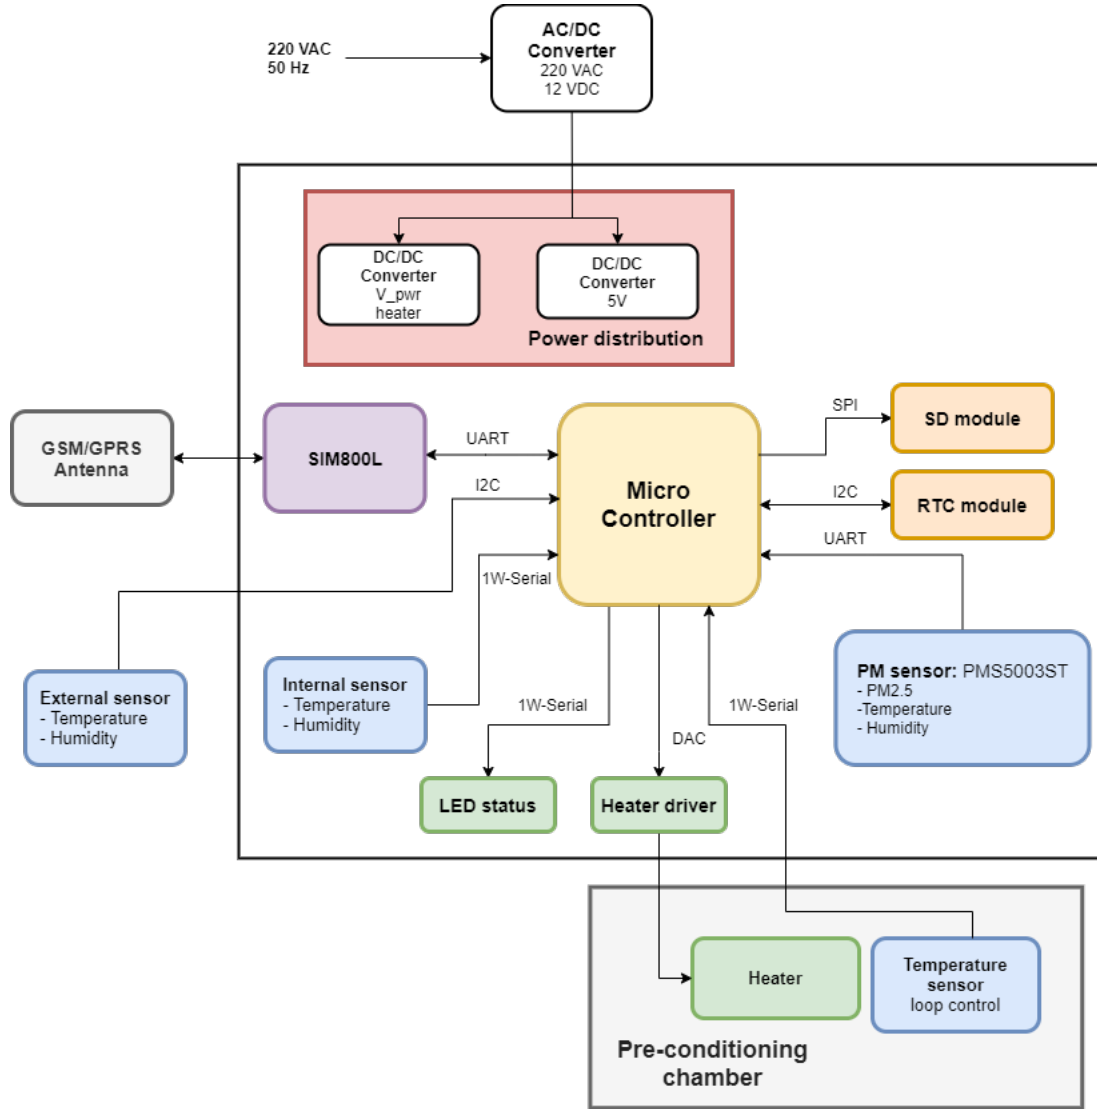 AC/DC
Converter
220 VAC
12 VDC
220 VAC
50 Hz
DC/DC
Converter
V_pwr
heater
DC/DC
Converter
5V
Power distribution
GSM/GPRS
Antenna
SIM800L
UART
I2C
1W-Serial
Micro
Controller
SPI
SD module
I2C
RTC module
UART
External sensor
- Temperature
- Humidity
Internal sensor
- Temperature
- Humidity
PM sensor: PMS5003ST
- PM2.5
-Temperature
- Humidity
1W-Serial
DAC
1W-Serial
LED status
Heater driver
Heater
Temperature
sensor
loop control
Pre-conditioning
chamber